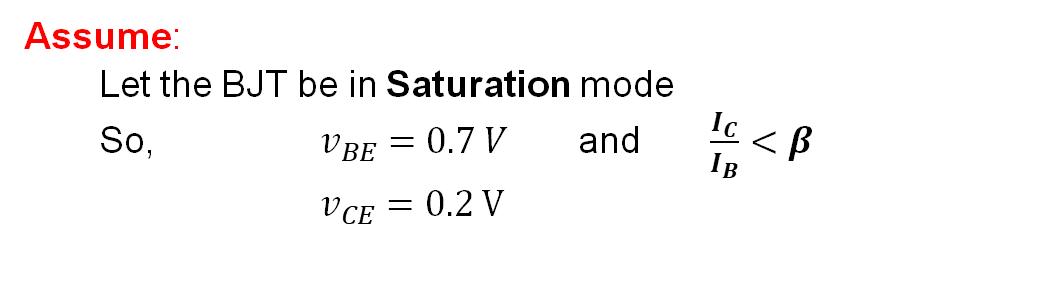 Assume:
Let the BJT be in Saturation mode
So, v_BE = 0.7 V and I_C/I_B < β
v_CE = 0.2 V